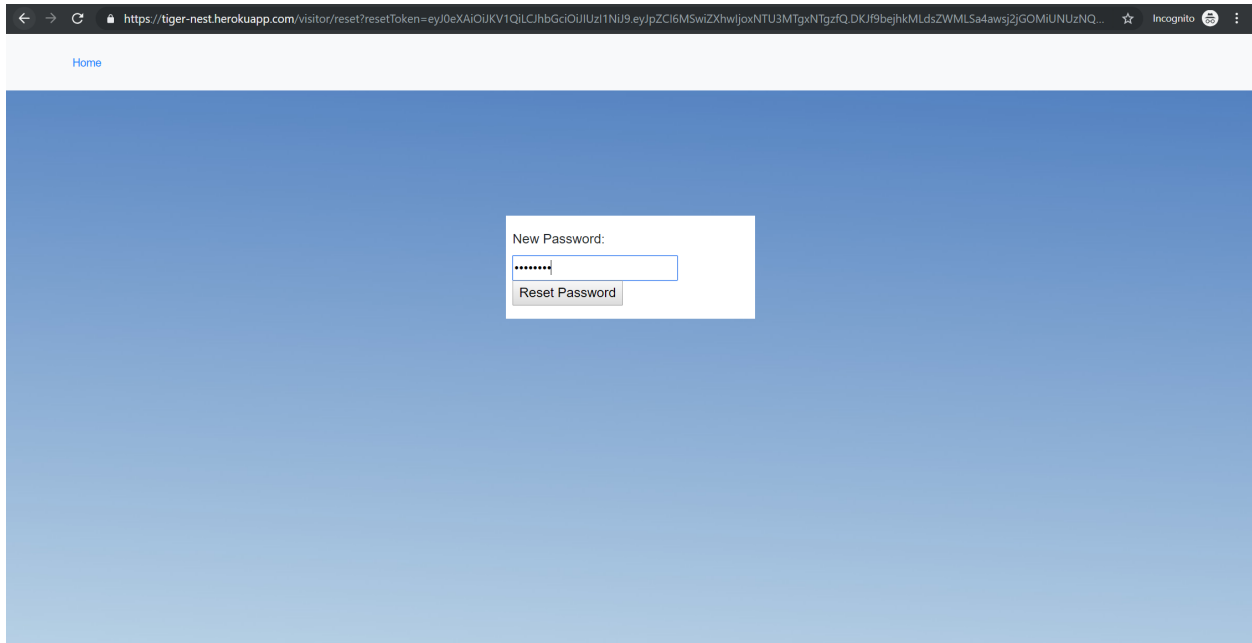 https://tiger-nest.herokuapp.com/visitor/reset?resetToken=eyJ0eXAiOiJKV1QiLCJhbGciOiJIUzI1NiJ9.eyJpZCI6MSwiZXhwIjoxNTU3MTgxNTgzfQ.DKJf9bejhkMLdsZWMLSa4awsj2jGOMiUNUzNQ... Incognito
Home
New Password:
••••••••
Reset Password